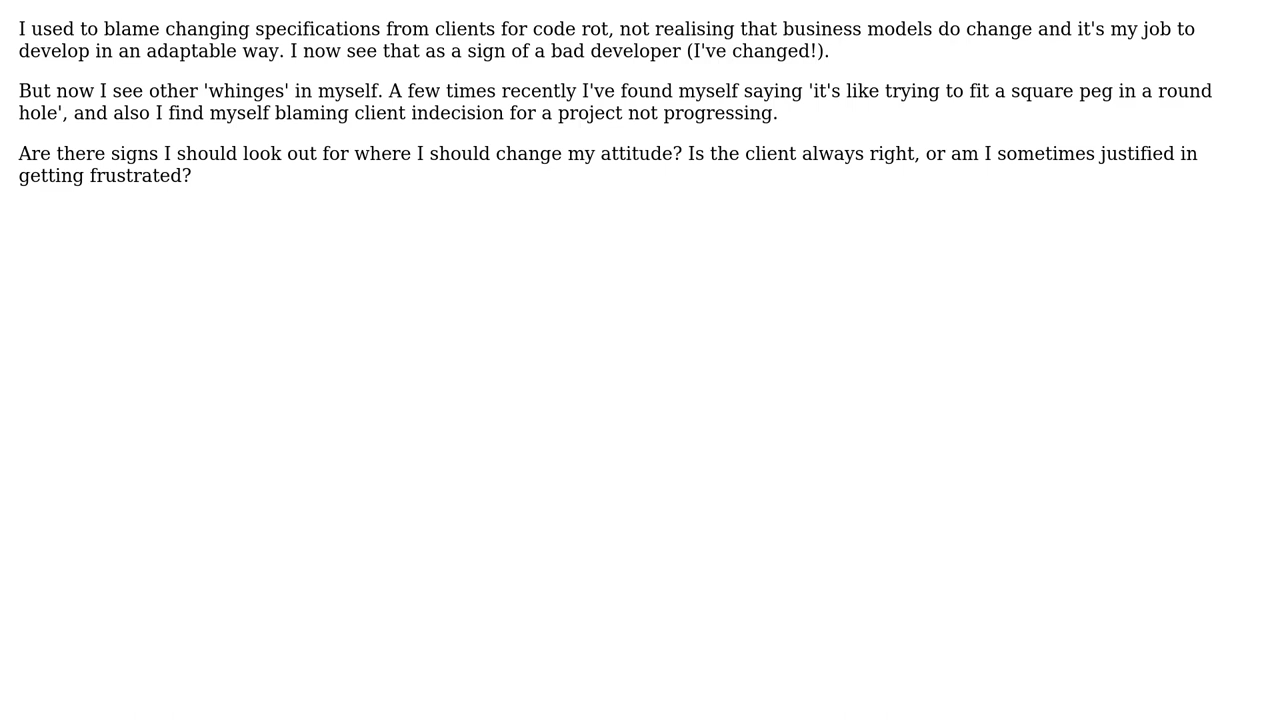 I used to blame changing specifications from clients for code rot, not realising that business models do change and it's my job to
develop in an adaptable way. I now see that as a sign of a bad developer (I've changed!).
But now I see other 'whinges' in myself. A few times recently I've found myself saying 'it's like trying to fit a square peg in a round
hole', and also I find myself blaming client indecision for a project not progressing.
Are there signs I should look out for where I should change my attitude? Is the client always right, or am I sometimes justified in
getting frustrated?